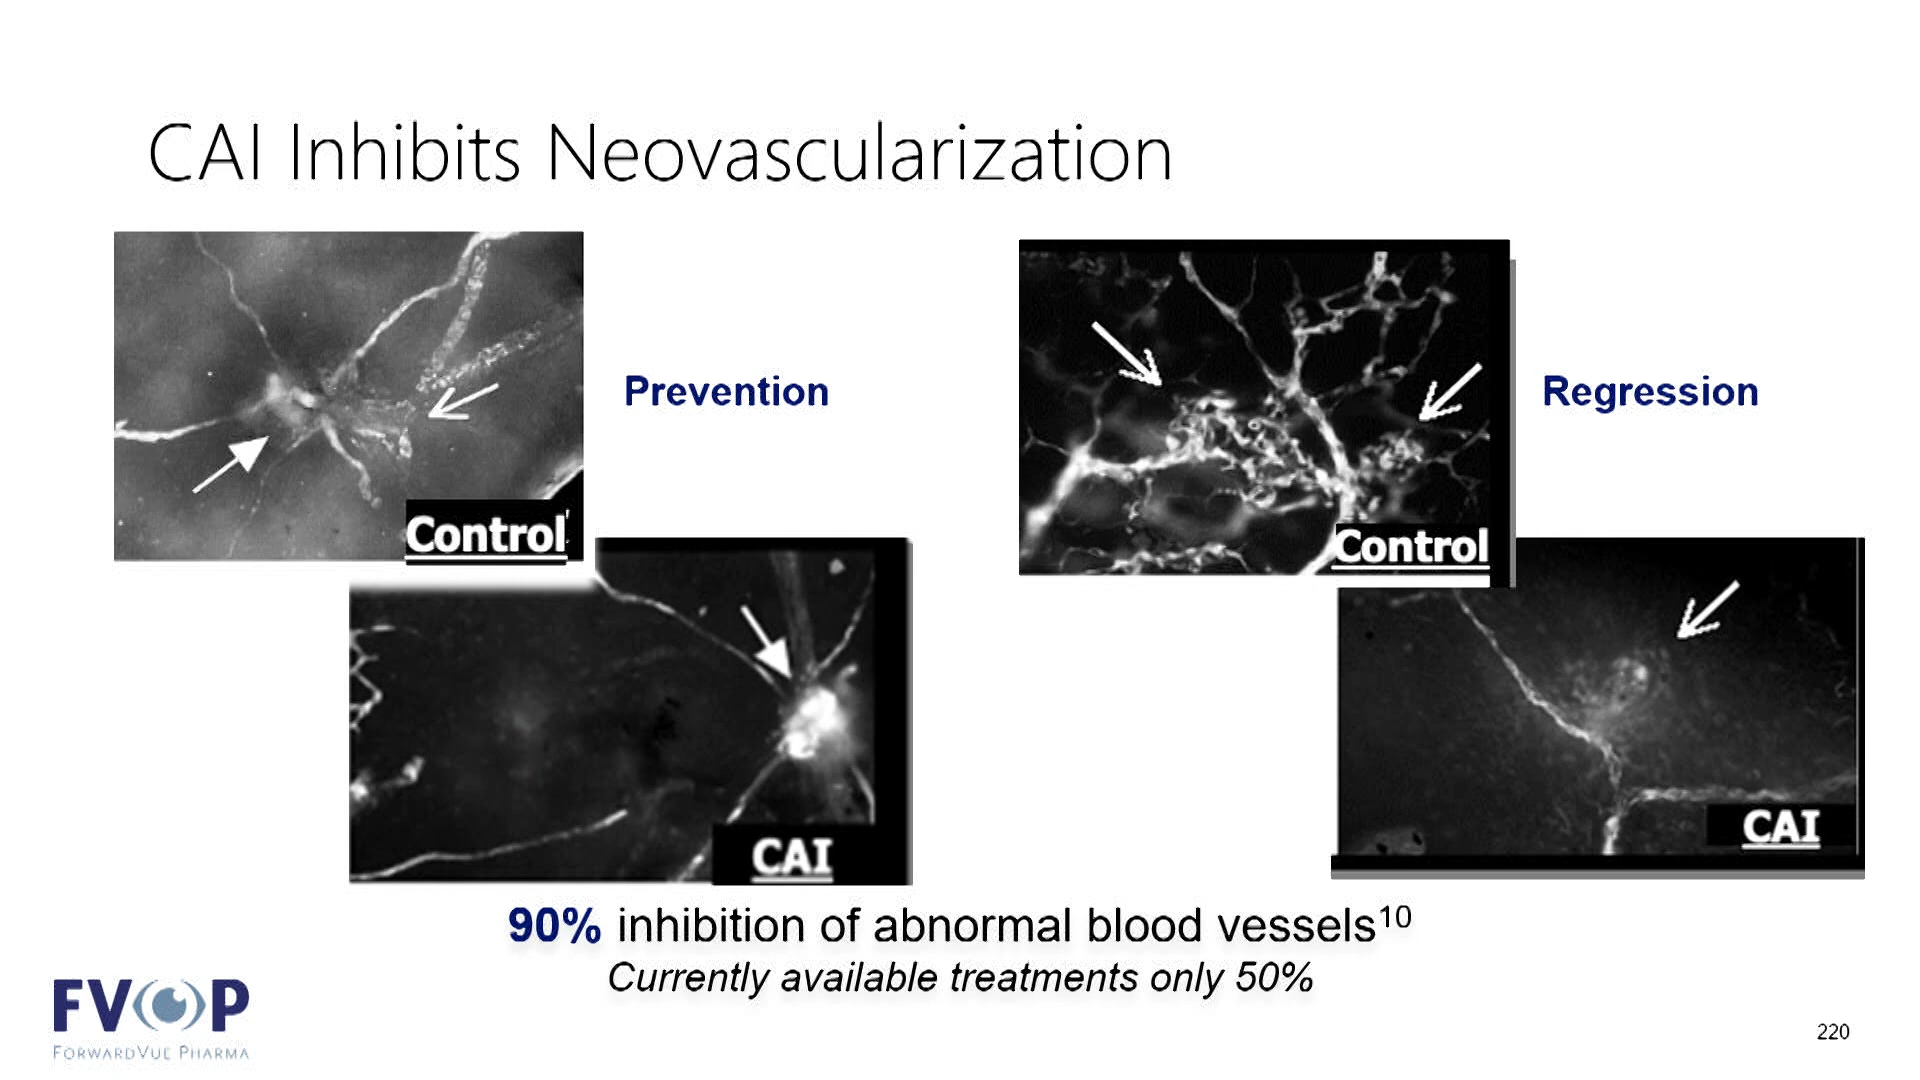 CAI Inhibits Neovascularization
Prevention
Control
CAI
Regression
Control
CAI
90% inhibition of abnormal blood vessels¹⁰
Currently available treatments only 50%
FVOP
FORWARDVUE PHARMA
220